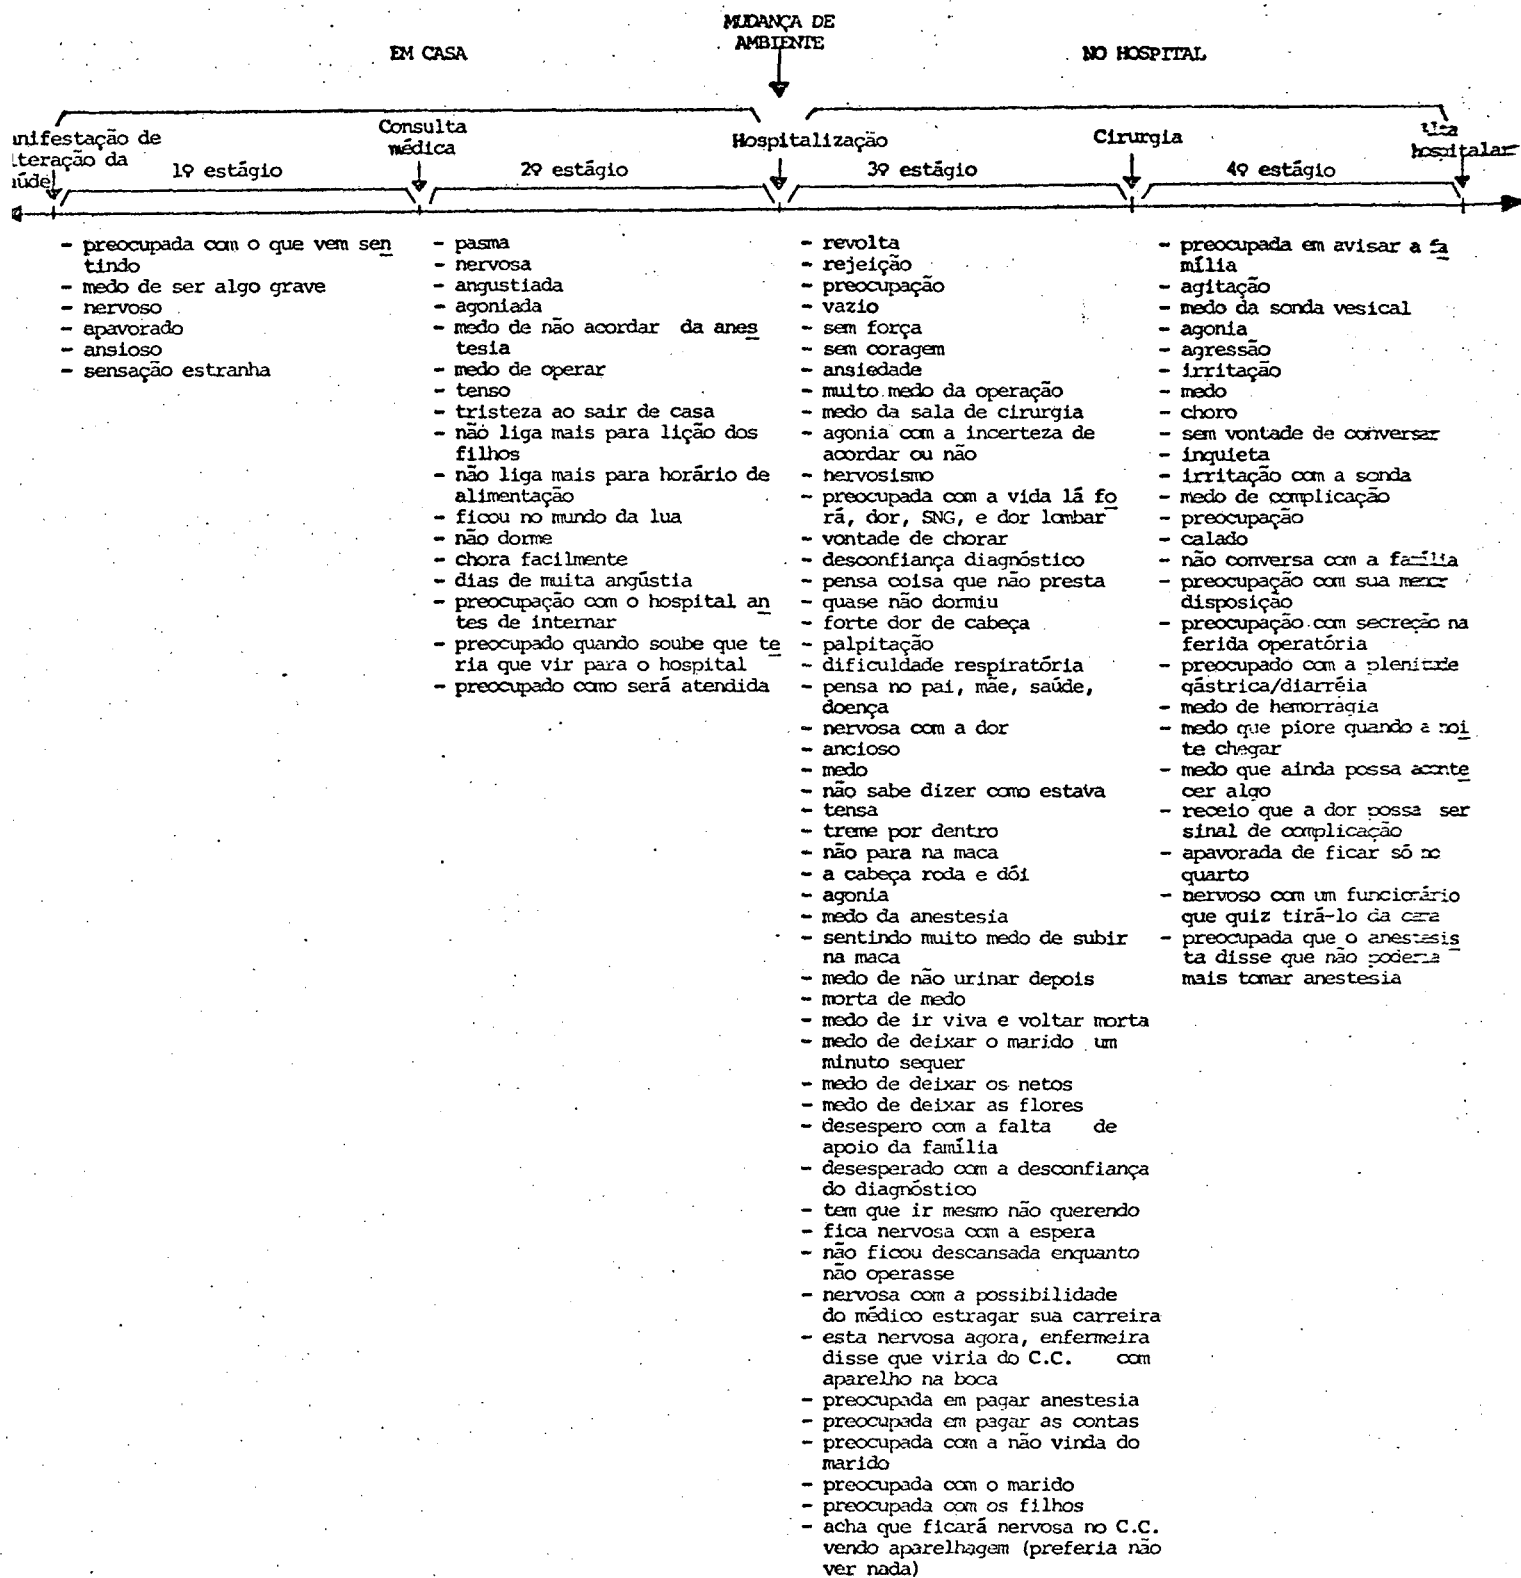 MUDANÇA DE
AMBIENTE
EM CASA
NO HOSPITAL
nifestação de
teração da
úde
1º estágio
Consulta
médica
2º estágio
Hospitalização
3º estágio
Cirurgia
4º estágio
hospitalar
- preocupada com o que vem sen
tindo
- medo de ser algo grave
- nervoso
- apavorado
- ansioso
- sensação estranha
- pasma
- nervosa
- angustiada
- agoniada
- medo de não acordar da anes
tesia
- medo de operar
- tenso
- tristeza ao sair de casa
- não liga mais para lição dos
filhos
- não liga mais para horário de
alimentação
- ficou no mundo da lua
- não dorme
- chora facilmente
- dias de muita angústia
- preocupação com o hospital an
tes de internar
- preocupado quando soube que te
ria que vir para o hospital
- preocupado como será atendida
- revolta
- rejeição
- preocupação
- vazio
- sem força
- sem coragem
- ansiedade
- muito medo da operação
- medo da sala de cirurgia
- agonia com a incerteza de
acordar ou não
- nervosismo
- preocupada com a vida lá fo
rá, dor, SNG, e dor lombar
- vontade de chorar
- desconfiança diagnóstico
- pensa coisa que não presta
- quase não dormiu
- forte dor de cabeça
- palpitação
- dificuldade respiratória
- pensa no pai, mãe, saúde,
doença
- nervosa com a dor
- ancioso
- medo
- não sabe dizer como estava
- tensa
- treme por dentro
- não para na maca
- a cabeça roda e dói
- agonia
- medo da anestesia
- sentindo muito medo de subir
na maca
- medo de não urinar depois
- morta de medo
- medo de ir viva e voltar morta
- medo de deixar o marido um
minuto sequer
- medo de deixar os netos
- medo de deixar as flores
- desespero com a falta de
apoio da família
- desesperado com a desconfiança
do diagnóstico
- tem que ir mesmo não querendo
- fica nervosa com a espera
- não ficou descansada enquanto
não operasse
- nervosa com a possibilidade
do médico estragar sua carreira
- esta nervosa agora, enfermeira
disse que viria do C.C. com
aparelho na boca
- preocupada em pagar anestesia
- preocupada em pagar as contas
- preocupada com a não vinda do
marido
- preocupada com o marido
- preocupada com os filhos
- acha que ficará nervosa no C.C.
vendo aparelhagem (preferia não
ver nada)
- preocupada em avisar a fa
mília
- agitação
- medo da sonda vesical
- agonia
- agressão
- irritação
- medo
- choro
- sem vontade de conversar
- inquieta
- irritação com a sonda
- medo de complicação
- preocupação
- calado
- não conversa com a família
- preocupação com sua menor
disposição
- preocupação com secreção na
ferida operatória
- preocupado com a plenitude
gástrica/diarréia
- medo de hemorragia
- medo que piore quando a noi
te chegar
- medo que ainda possa aconte
cer algo
- receio que a dor possa ser
sinal de complicação
- apavorada de ficar só no
quarto
- nervoso com um funcionário
que quiz tirá-lo da
- preocupada que o anestesis
ta disse que não poderia
mais tomar anestesia